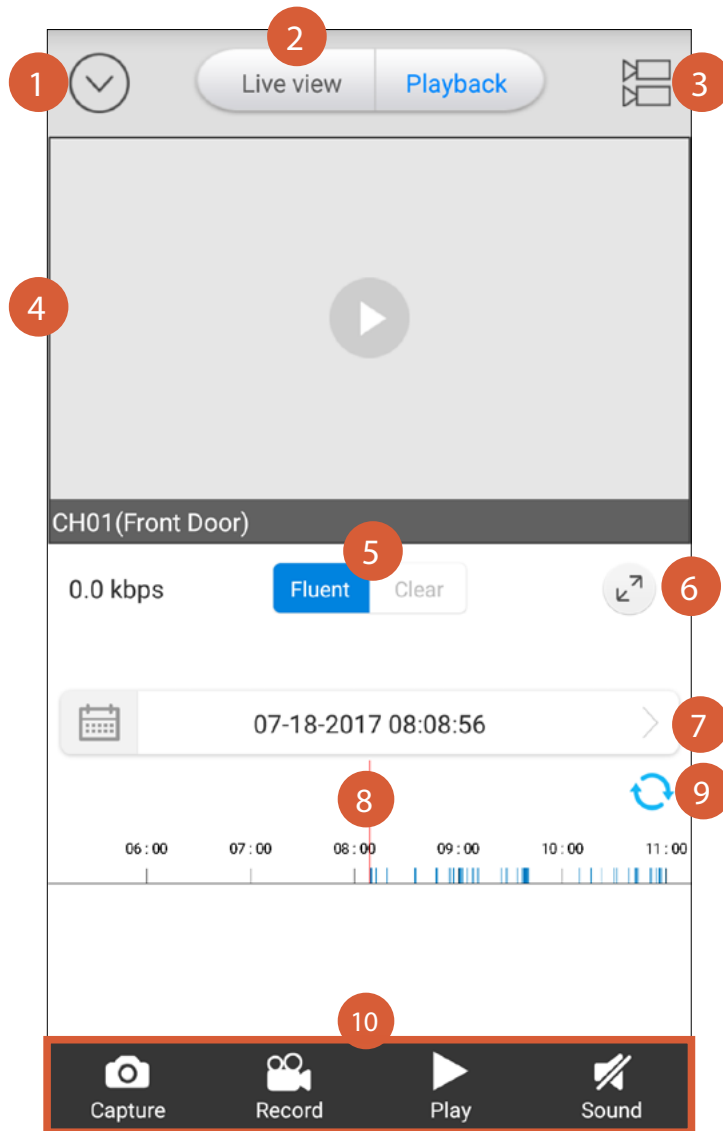 2
1 Live view Playback 3
4
CH01(Front Door)
5
0.0 kbps Fluent Clear 6
07-18-2017 08:08:56 7
8 9
06:00 07:00 08:00 09:00 10:00 11:00
10
Capture Record Play Sound